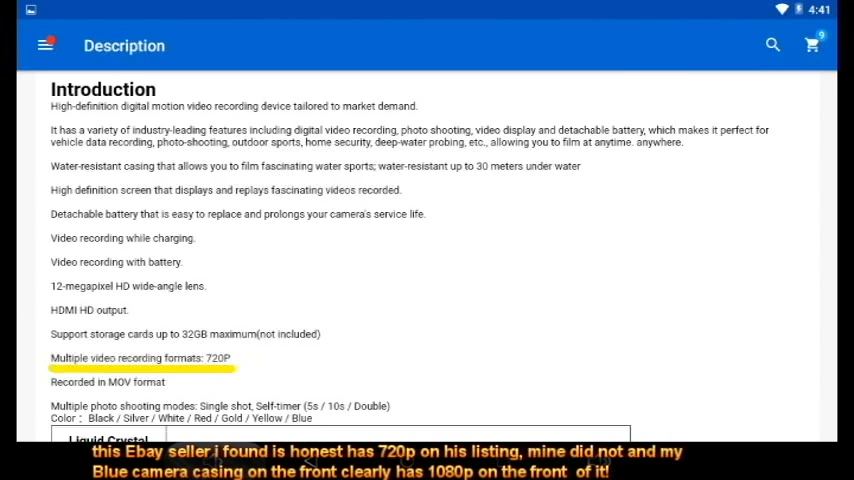 4:41
Description
9
Introduction
High-definition digital motion video recording device tailored to market demand.
It has a variety of industry-leading features including digital video recording, photo shooting, video display and detachable battery, which makes it perfect for
vehicle data recording, photo-shooting, outdoor sports, home security, deep-water probing, etc., allowing you to film at anytime. anywhere.
Water-resistant casing that allows you to film fascinating water sports; water-resistant up to 30 meters under water
High definition screen that displays and replays fascinating videos recorded.
Detachable battery that is easy to replace and prolongs your camera's service life.
Video recording while charging.
Video recording with battery.
12-megapixel HD wide-angle lens.
HDMI HD output.
Support storage cards up to 32GB maximum(not included)
Multiple video recording formats: 720P
Recorded in MOV format
Multiple photo shooting modes: Single shot, Self-timer (5s / 10s / Double)
Color： Black / Silver / White / Red / Gold / Yellow / Blue
Liquid Crystal
this Ebay seller i found is honest has 720p on his listing, mine did not and my
Blue camera casing on the front clearly has 1080p on the front of it!